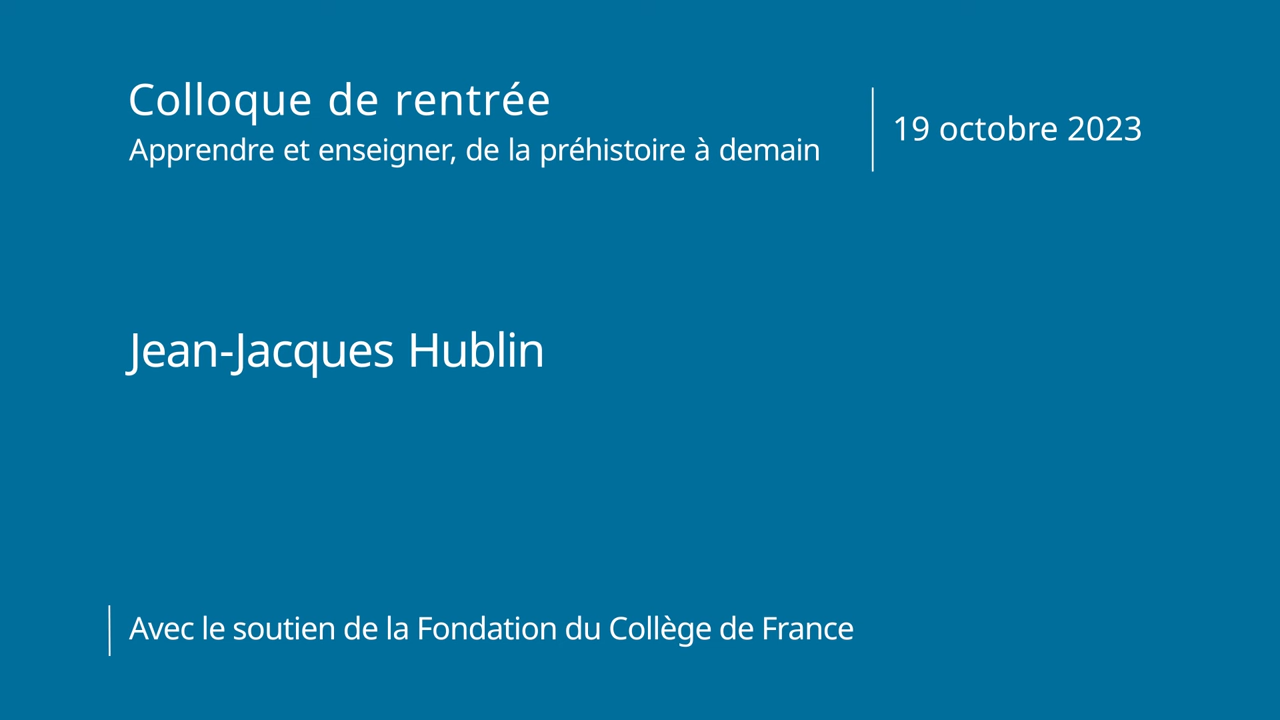 Colloque de rentrée
Apprendre et enseigner, de la préhistoire à demain
19 octobre 2023
Jean-Jacques Hublin
Avec le soutien de la Fondation du Collège de France